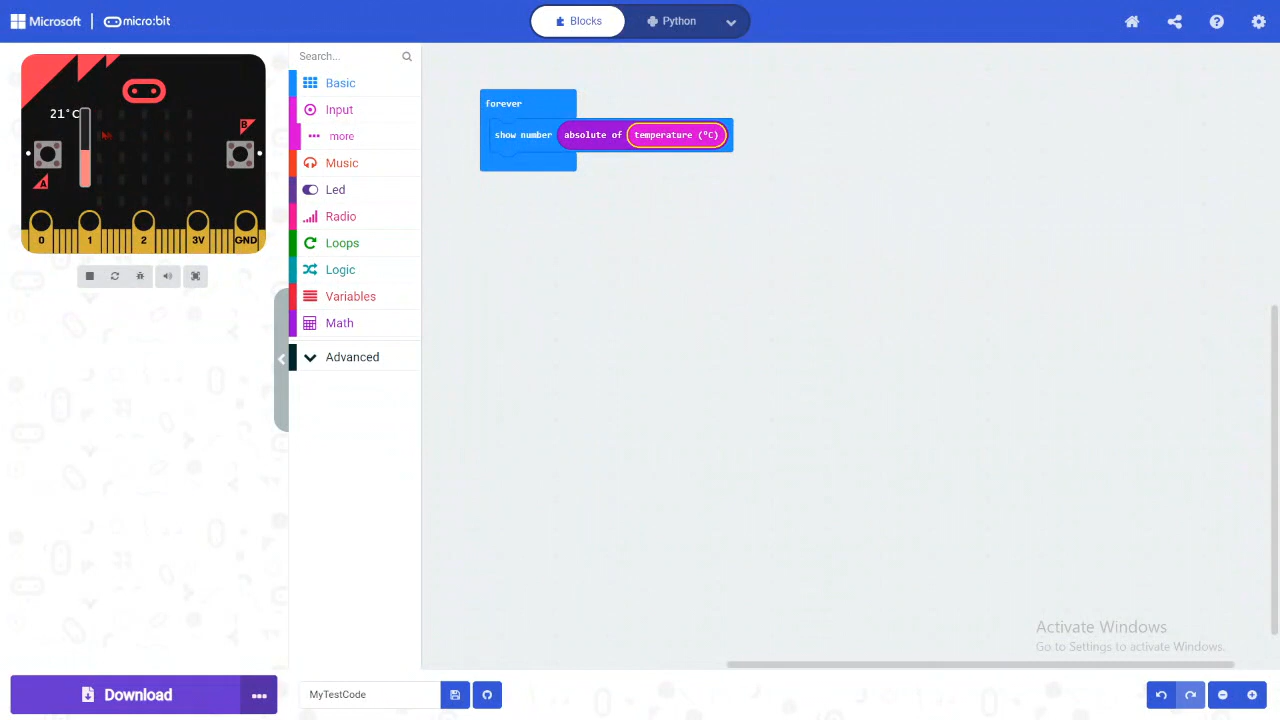 Microsoft micro:bit
Blocks
Python
21°C
A
B
0 1 2 3V GND
Search...
Basic
Input
more
Music
Led
Radio
Loops
Logic
Variables
Math
Advanced
forever
show number absolute of temperature (°C)
Activate Windows
Go to Settings to activate Windows.
Download
MyTestCode